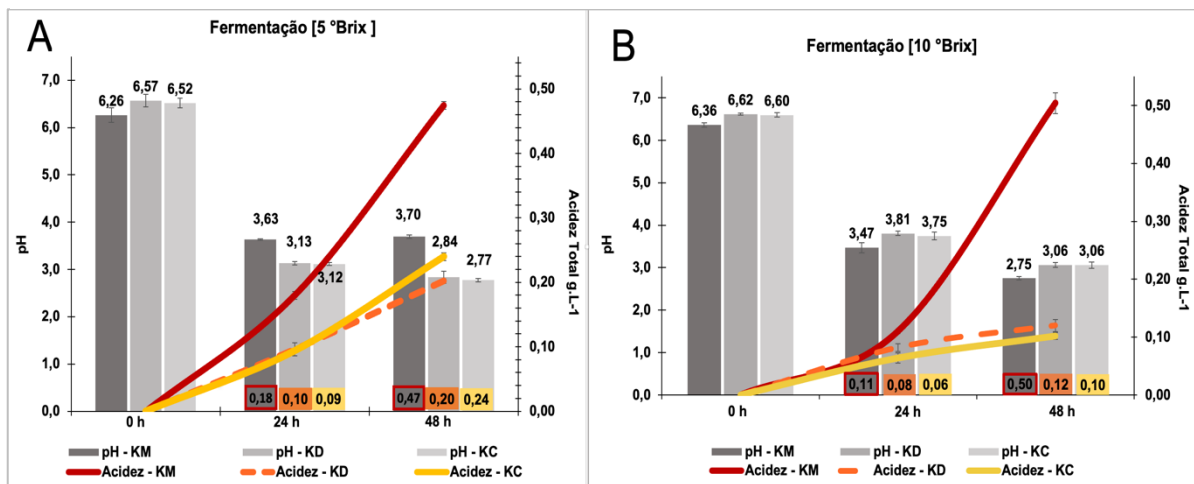 A
Fermentação [5 °Brix ]
7,0
6,0
5,0
4,0
3,0
2,0
1,0
0,0
pH
6,26 6,57 6,52
3,63 3,13 3,12
3,70 2,84 2,77
0,18 0,10 0,09
0,47 0,20 0,24
0 h 24 h 48 h
0,50
0,40
0,30
0,20
0,10
0,00
Acidez Total g.L-1
pH - KM pH - KD pH - KC
Acidez - KM Acidez - KD Acidez - KC
B
Fermentação [10 °Brix]
7,0
6,0
5,0
4,0
3,0
2,0
1,0
0,0
pH
6,36 6,62 6,60
3,47 3,81 3,75
2,75 3,06 3,06
0,11 0,08 0,06
0,50 0,12 0,10
0 h 24 h 48 h
0,50
0,40
0,30
0,20
0,10
0,00
Acidez Total g.L-1
pH - KM pH - KD pH - KC
Acidez - KM Acidez - KD Acidez - KC